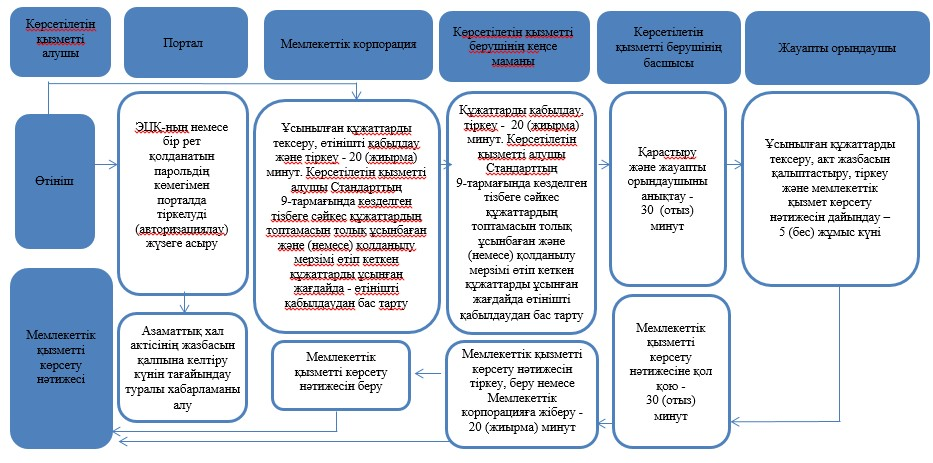 Көрсетілетін
қызметті
алушы
Портал
Мемлекеттік корпорация
Көрсетілетін қызметті
берушінің кеңсе
маманы
Көрсетілетін
қызметті берушінің
басшысы
Жауапты орындаушы
Өтініш
ЭЦК-ның немесе
бір рет
қолданатын
парольдің
көмегімен
порталда
тіркелуді
(авторизациялау)
жүзеге асыру
Ұсынылған құжаттарды
тексеру, өтінішті қабылдау
және тіркеу - 20 (жиырма)
минут. Көрсетілетін қызметті
алушы Стандарттың
9-тармағында көзделген
тізбеге сәйкес құжаттардың
топтамасын толық ұсынбаған
және (немесе) қолданылу
мерзімі өтіп кеткен
құжаттарды ұсынған
жағдайда - өтінішті
қабылдаудан бас тарту
Құжаттарды қабылдау,
тіркеу - 20 (жиырма)
минут. Көрсетілетін
қызметті алушы
Стандарттың
9-тармағында көзделген
тізбеге сәйкес
құжаттардың
топтамасын толық
ұсынбаған және
(немесе) қолданылу
мерзімі өтіп кеткен
құжаттарды ұсынған
жағдайда өтінішті
қабылдаудан бас тарту
Қарастыру
және жауапты
орындаушыны
анықтау -
30 (отыз)
минут
Ұсынылған құжаттарды
тексеру, акт жазбасын
қалыптастыру, тіркеу
және мемлекеттік
қызмет көрсету
нәтижесін дайындау –
5 (бес) жұмыс күні
Мемлекеттік
қызметті
көрсету
нәтижесі
Азаматтық хал
актісінің жазбасын
қалпына келтіру
күнін тағайындау
туралы хабарламаны
алу
Мемлекеттік
қызметті көрсету
нәтижесін беру
Мемлекеттік қызметті
көрсету нәтижесін
тіркеу, беру немесе
Мемлекеттік
корпорацияға жіберу -
20 (жиырма) минут
Мемлекеттік
қызметті
көрсету
нәтижесіне қол
қою -
30 (отыз)
минут